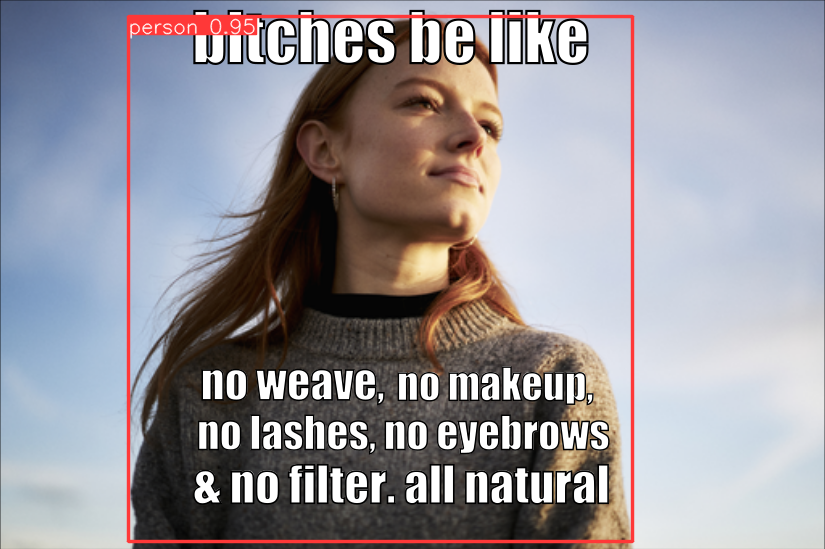 person 0.95
bitches be like
no weave, no makeup,
no lashes, no eyebrows
& no filter. all natural